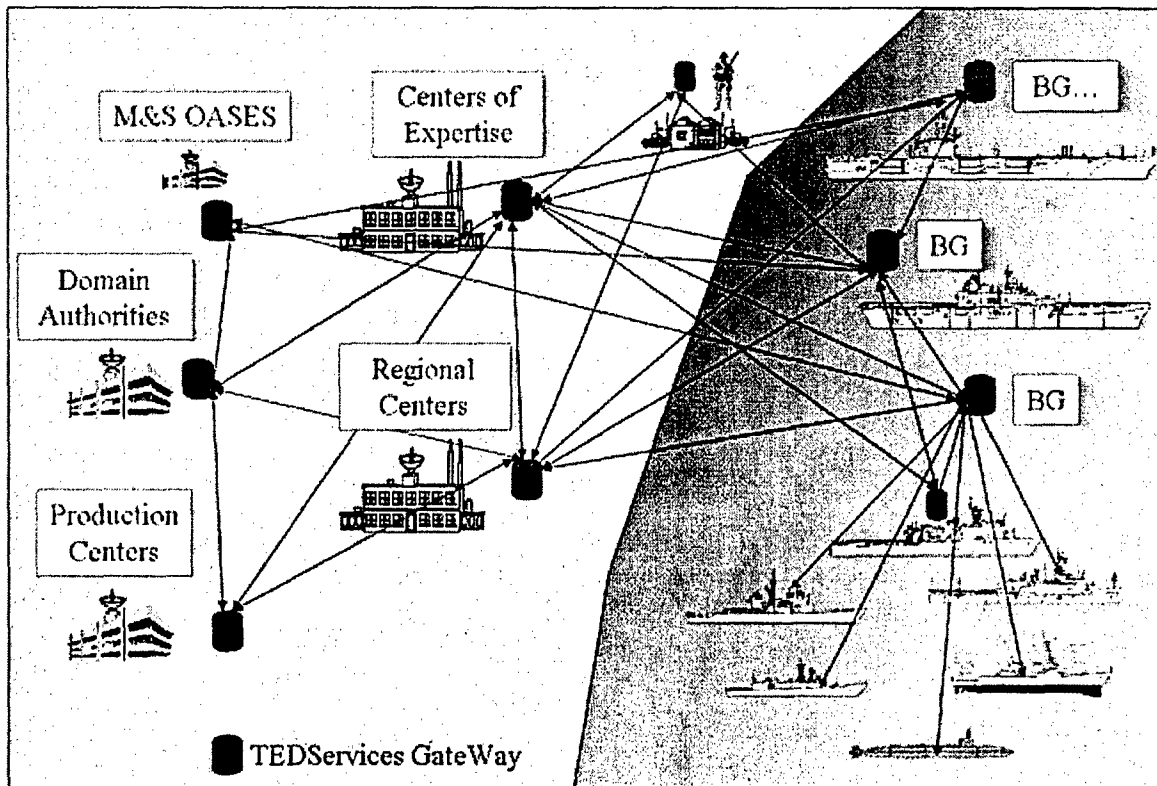 M&S OASES
Centers of
Expertise
BG...
BG
Domain
Authorities
Regional
Centers
BG
Production
Centers
TEDServices GateWay